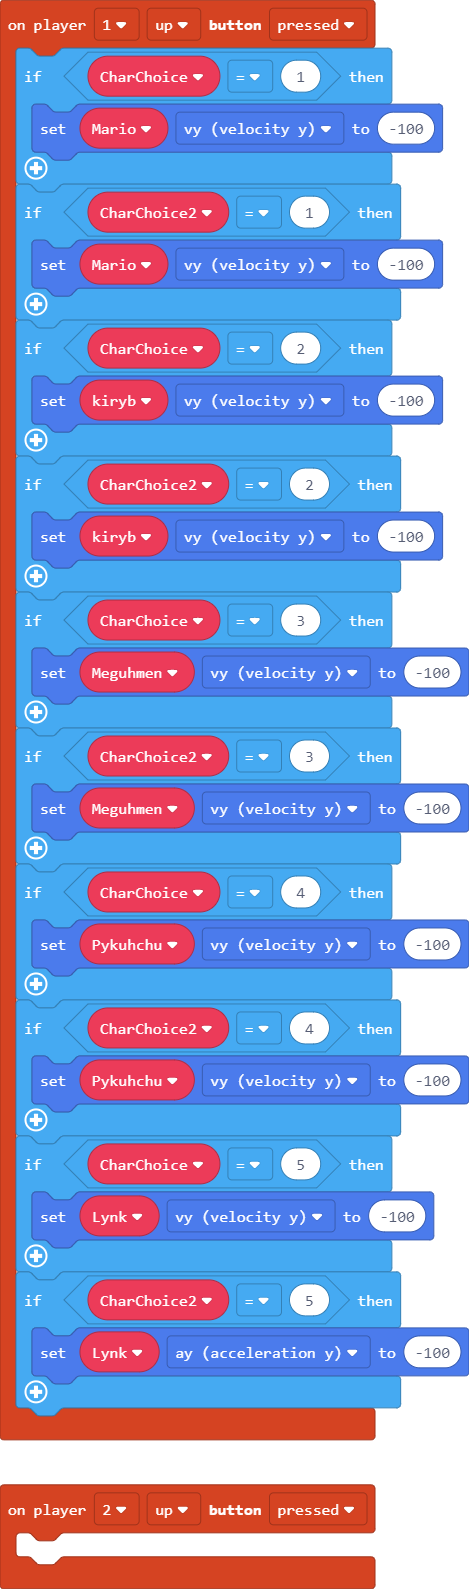 on player 1 up button pressed
if CharChoice = 1 then
set Mario vy (velocity y) to -100
if CharChoice2 = 1 then
set Mario vy (velocity y) to -100
if CharChoice = 2 then
set kiryb vy (velocity y) to -100
if CharChoice2 = 2 then
set kiryb vy (velocity y) to -100
if CharChoice = 3 then
set Meguhmen vy (velocity y) to -100
if CharChoice2 = 3 then
set Meguhmen vy (velocity y) to -100
if CharChoice = 4 then
set Pykuhchu vy (velocity y) to -100
if CharChoice2 = 4 then
set Pykuhchu vy (velocity y) to -100
if CharChoice = 5 then
set Lynk vy (velocity y) to -100
if CharChoice2 = 5 then
set Lynk ay (acceleration y) to -100
on player 2 up button pressed